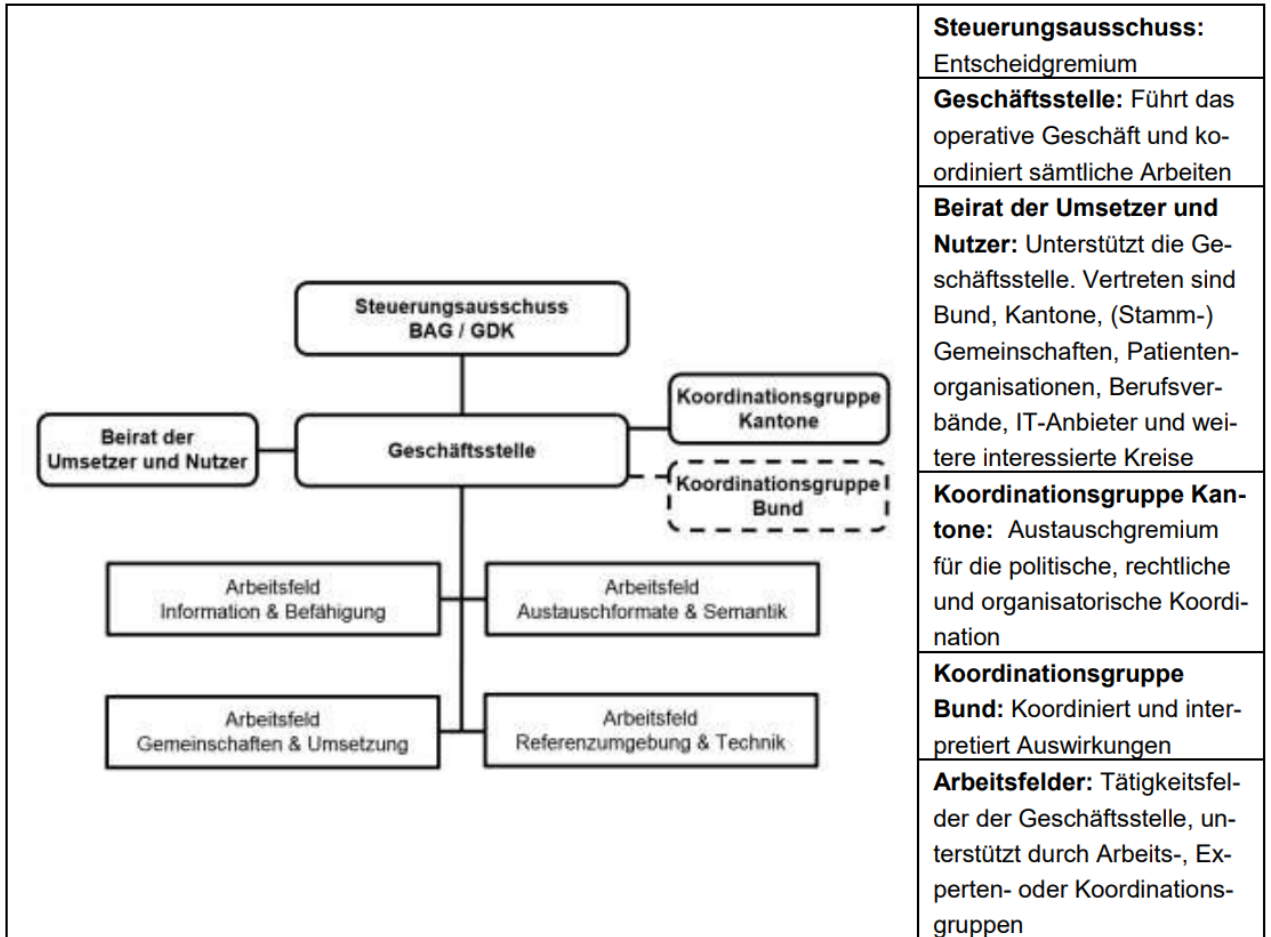 Steuerungsausschuss
BAG / GDK
Koordinationsgruppe
Kantone
Beirat der
Umsetzer und Nutzer
Geschäftsstelle
Koordinationsgruppe
Bund
Arbeitsfeld
Information & Befähigung
Arbeitsfeld
Austauschformate & Semantik
Arbeitsfeld
Gemeinschaften & Umsetzung
Arbeitsfeld
Referenzumgebung & Technik
Steuerungsausschuss:
Entscheidgremium
Geschäftsstelle: Führt das
operative Geschäft und ko-
ordiniert sämtliche Arbeiten
Beirat der Umsetzer und
Nutzer: Unterstützt die Ge-
schäftsstelle. Vertreten sind
Bund, Kantone, (Stamm-)
Gemeinschaften, Patienten-
organisationen, Berufsver-
bände, IT-Anbieter und wei-
tere interessierte Kreise
Koordinationsgruppe Kan-
tone: Austauschgremium
für die politische, rechtliche
und organisatorische Koordi-
nation
Koordinationsgruppe
Bund: Koordiniert und inter-
pretiert Auswirkungen
Arbeitsfelder: Tätigkeitsfel-
der der Geschäftsstelle, un-
terstützt durch Arbeits-, Ex-
perten- oder Koordinations-
gruppen